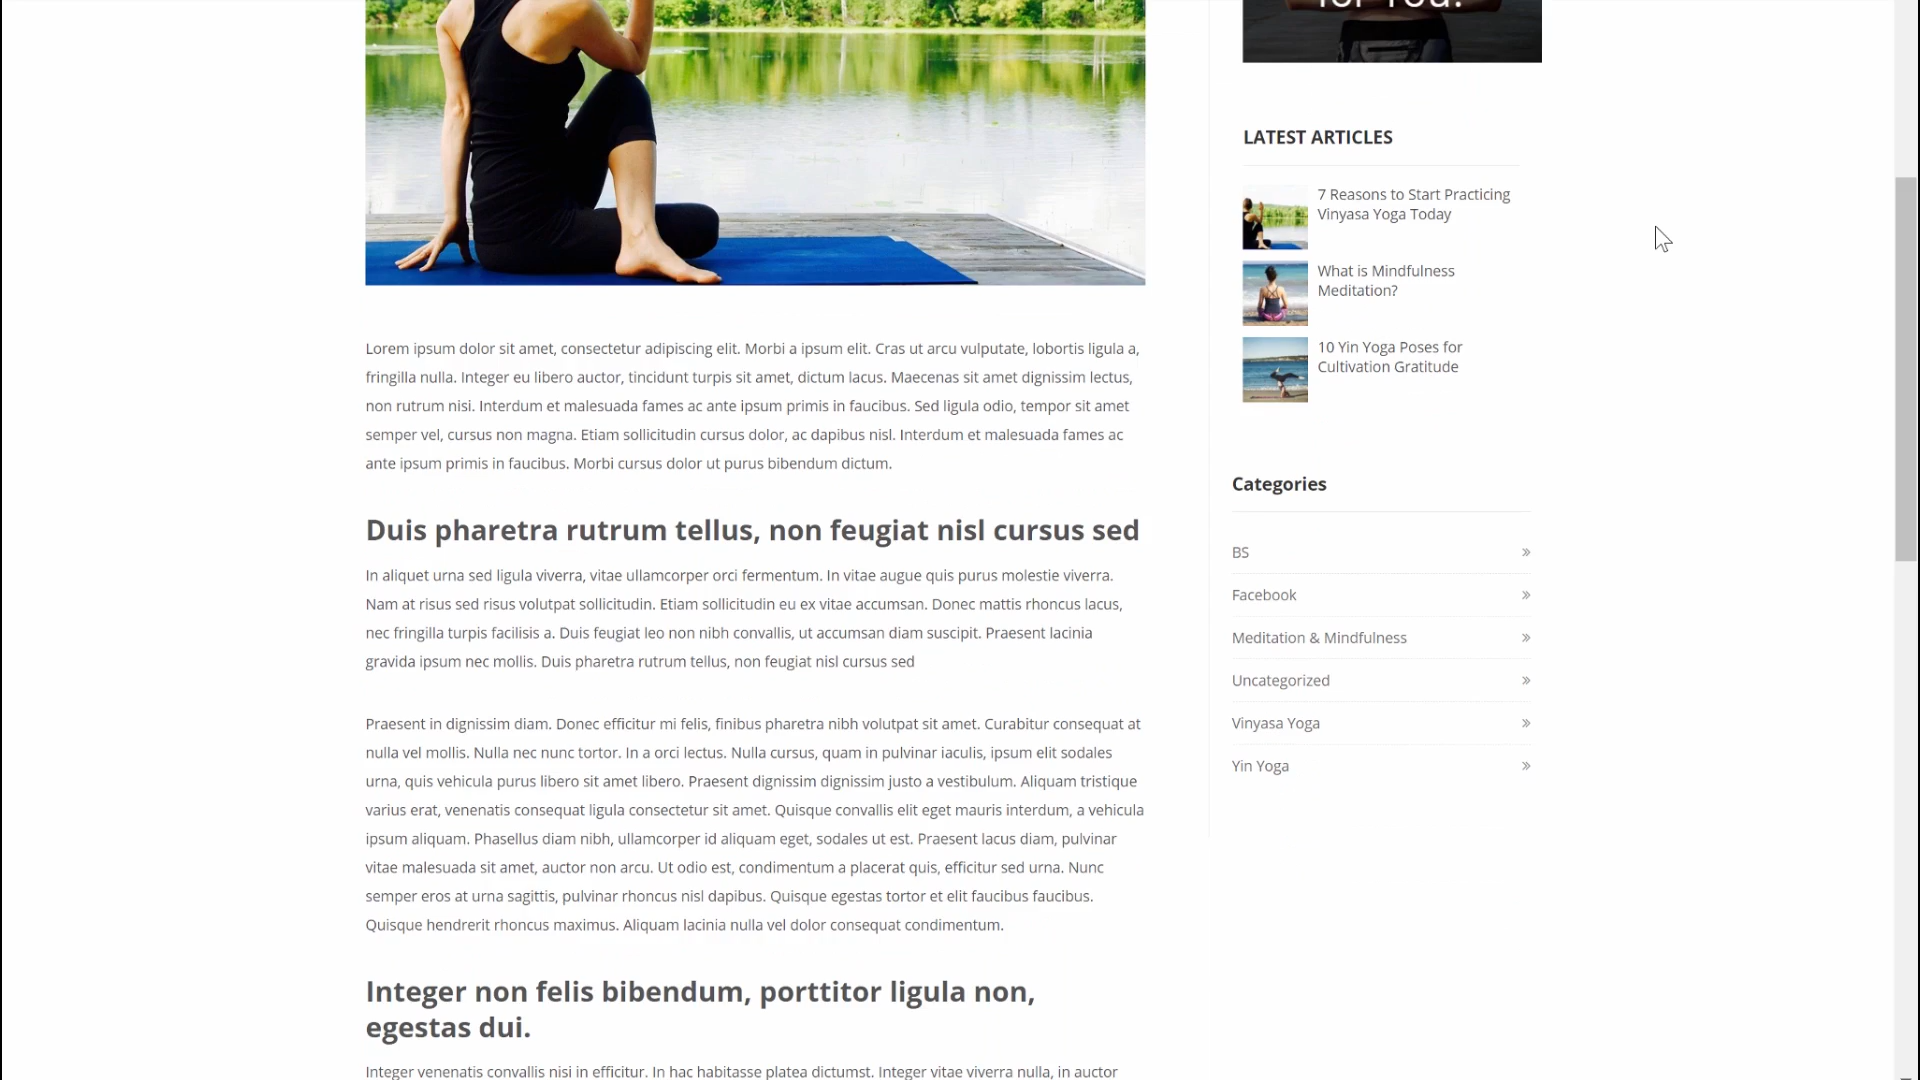 for You!
LATEST ARTICLES
7 Reasons to Start Practicing
Vinyasa Yoga Today
What is Mindfulness
Meditation?
10 Yin Yoga Poses for
Cultivation Gratitude
Lorem ipsum dolor sit amet, consectetur adipiscing elit. Morbi a ipsum elit. Cras ut arcu vulputate, lobortis ligula a,
fringilla nulla. Integer eu libero auctor, tincidunt turpis sit amet, dictum lacus. Maecenas sit amet dignissim lectus,
non rutrum nisi. Interdum et malesuada fames ac ante ipsum primis in faucibus. Sed ligula odio, tempor sit amet
semper vel, cursus non magna. Etiam sollicitudin cursus dolor, ac dapibus nisl. Interdum et malesuada fames ac
ante ipsum primis in faucibus. Morbi cursus dolor ut purus bibendum dictum.
Duis pharetra rutrum tellus, non feugiat nisl cursus sed
In aliquet urna sed ligula viverra, vitae ullamcorper orci fermentum. In vitae augue quis purus molestie viverra.
Nam at risus sed risus volutpat sollicitudin. Etiam sollicitudin eu ex vitae accumsan. Donec mattis rhoncus lacus,
nec fringilla turpis facilisis a. Duis feugiat leo non nibh convallis, ut accumsan diam suscipit. Praesent lacinia
gravida ipsum nec mollis. Duis pharetra rutrum tellus, non feugiat nisl cursus sed
Praesent in dignissim diam. Donec efficitur mi felis, finibus pharetra nibh volutpat sit amet. Curabitur consequat at
nulla vel mollis. Nulla nec nunc tortor. In a orci lectus. Nulla cursus, quam in pulvinar iaculis, ipsum elit sodales
urna, quis vehicula purus libero sit amet libero. Praesent dignissim dignissim justo a vestibulum. Aliquam tristique
varius erat, venenatis consequat ligula consectetur sit amet. Quisque convallis elit eget mauris interdum, a vehicula
ipsum aliquam. Phasellus diam nibh, ullamcorper id aliquam eget, sodales ut est. Praesent lacus diam, pulvinar
vitae malesuada sit amet, auctor non arcu. Ut odio est, condimentum a placerat quis, efficitur sed urna. Nunc
semper eros at urna sagittis, pulvinar rhoncus nisl dapibus. Quisque egestas tortor et elit faucibus faucibus.
Quisque hendrerit rhoncus maximus. Aliquam lacinia nulla vel dolor consequat condimentum.
Integer non felis bibendum, porttitor ligula non,
egestas dui.
Integer venenatis convallis nisi in efficitur. In hac habitasse platea dictumst. Integer vitae viverra nulla, in auctor
Categories
BS »
Facebook »
Meditation & Mindfulness »
Uncategorized »
Vinyasa Yoga »
Yin Yoga »